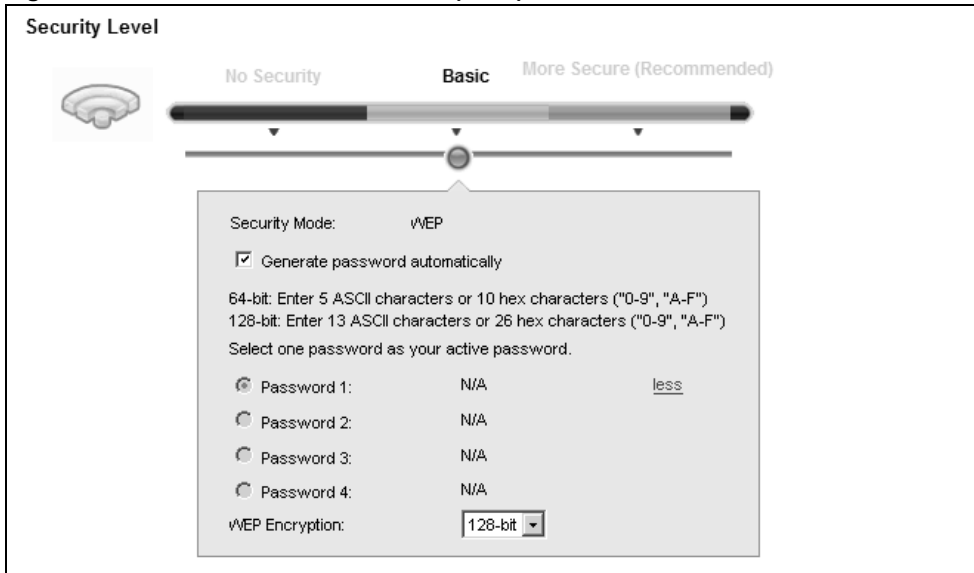 Security Level
No Security Basic More Secure (Recommended)
Security Mode: WEP
Generate password automatically
64-bit: Enter 5 ASCII characters or 10 hex characters ("0-9", "A-F")
128-bit: Enter 13 ASCII characters or 26 hex characters ("0-9", "A-F")
Select one password as your active password.
Password 1: N/A less
Password 2: N/A
Password 3: N/A
Password 4: N/A
WEP Encryption: 128-bit